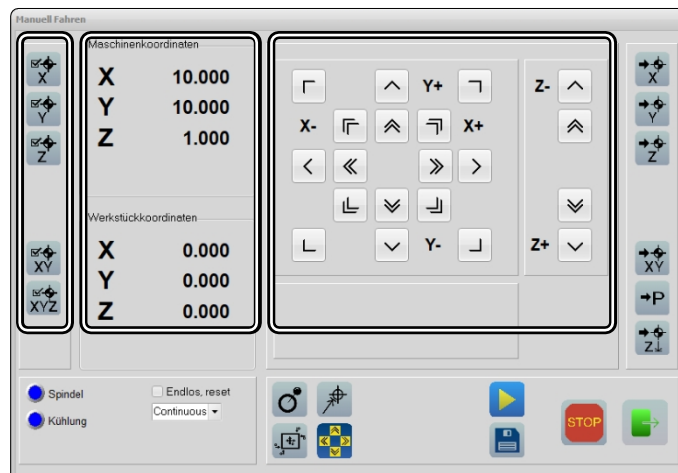 Manuell Fahren
Maschinenkoordinaten
X 10.000
Y 10.000
Z 1.000
Werkstückkoordinaten
X 0.000
Y 0.000
Z 0.000
X
Y
Z
XY
XYZ
Y+
X-
X+
Y-
Z-
Z+
X
Y
Z
XY
P
Z
Spindel
Kühlung
Endlos, reset
Continuous
STOP